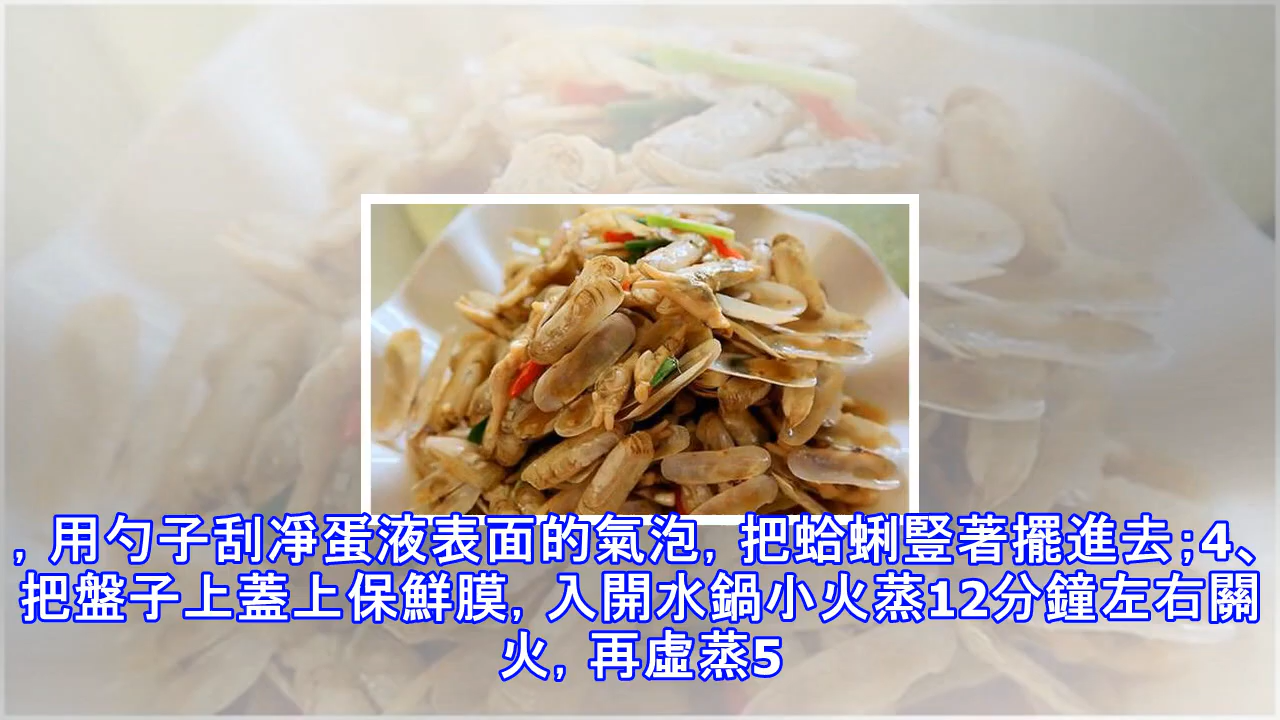 , 用勺子刮凈蛋液表面的氣泡, 把蛤蜊豎著擺進去;4、
把盤子上蓋上保鮮膜, 入開水鍋小火蒸12分鐘左右關
火, 再虛蒸5